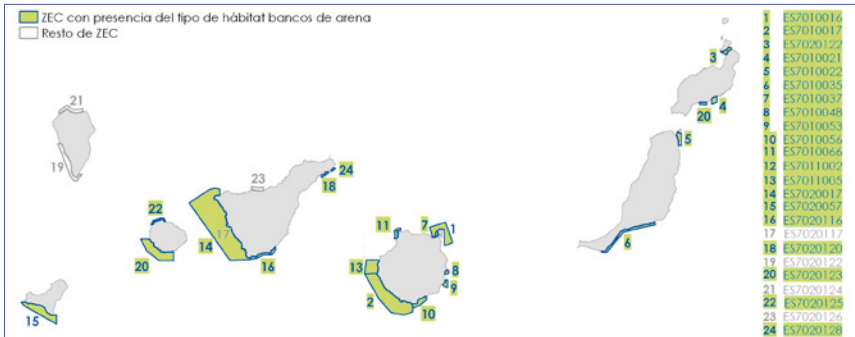 ZEC con presencia del tipo de hábitat bancos de arena
Resto de ZEC
21
19
22
20
15
23
24
18
17
14
16
11
7
1
13
8
9
2
10
3
20
4
5
6
1 ES7010016
2 ES7010017
3 ES7020122
4 ES7010021
5 ES7010022
6 ES7010035
7 ES7010037
8 ES7010048
9 ES7010053
10 ES7010056
11 ES7010066
12 ES7011002
13 ES7011005
14 ES7020017
15 ES7020057
16 ES7020116
17 ES7020117
18 ES7020120
19 ES7020122
20 ES7020123
21 ES7020124
22 ES7020125
23 ES7020126
24 ES7020128